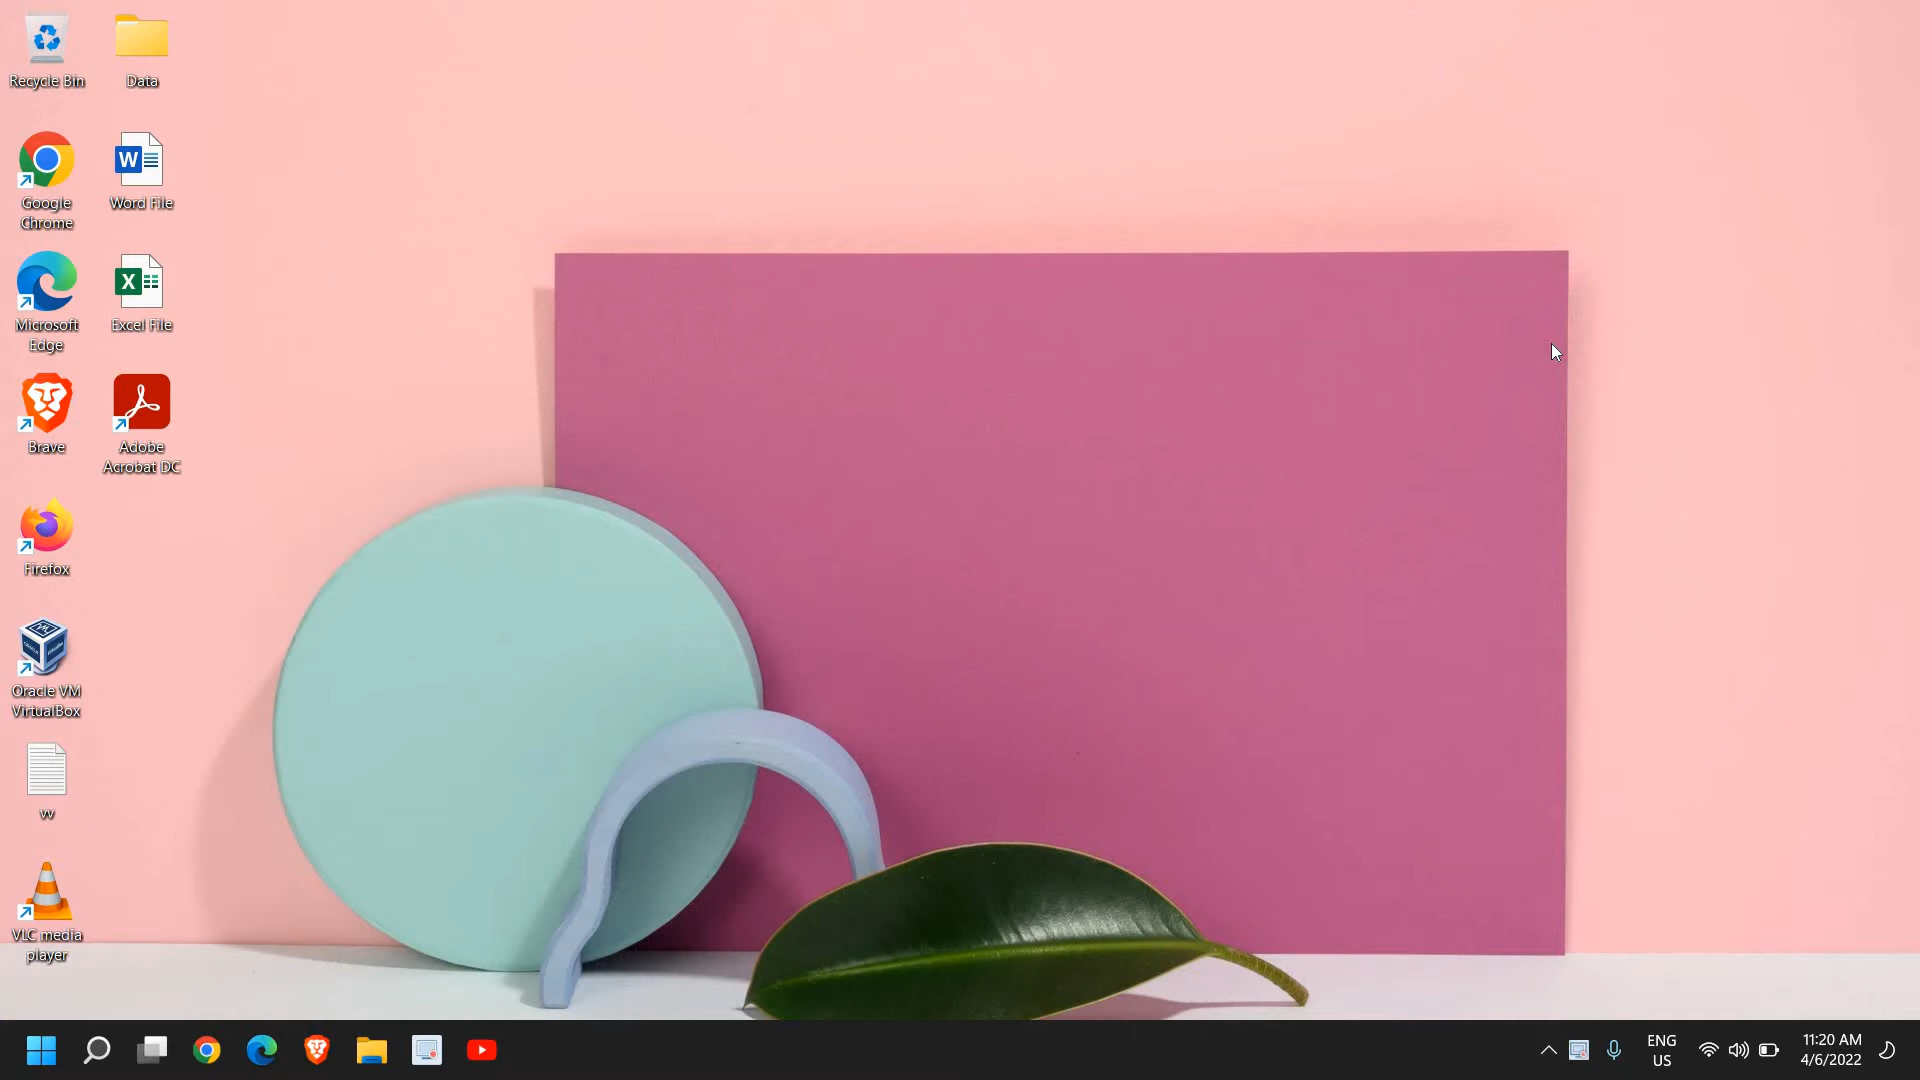 Recycle Bin
Data
Google
Chrome
Word File
Microsoft
Edge
Excel File
Brave
Adobe
Acrobat DC
Firefox
Oracle VM
VirtualBox
vv
VLC media
player
ENG
US
11:20 AM
4/6/2022